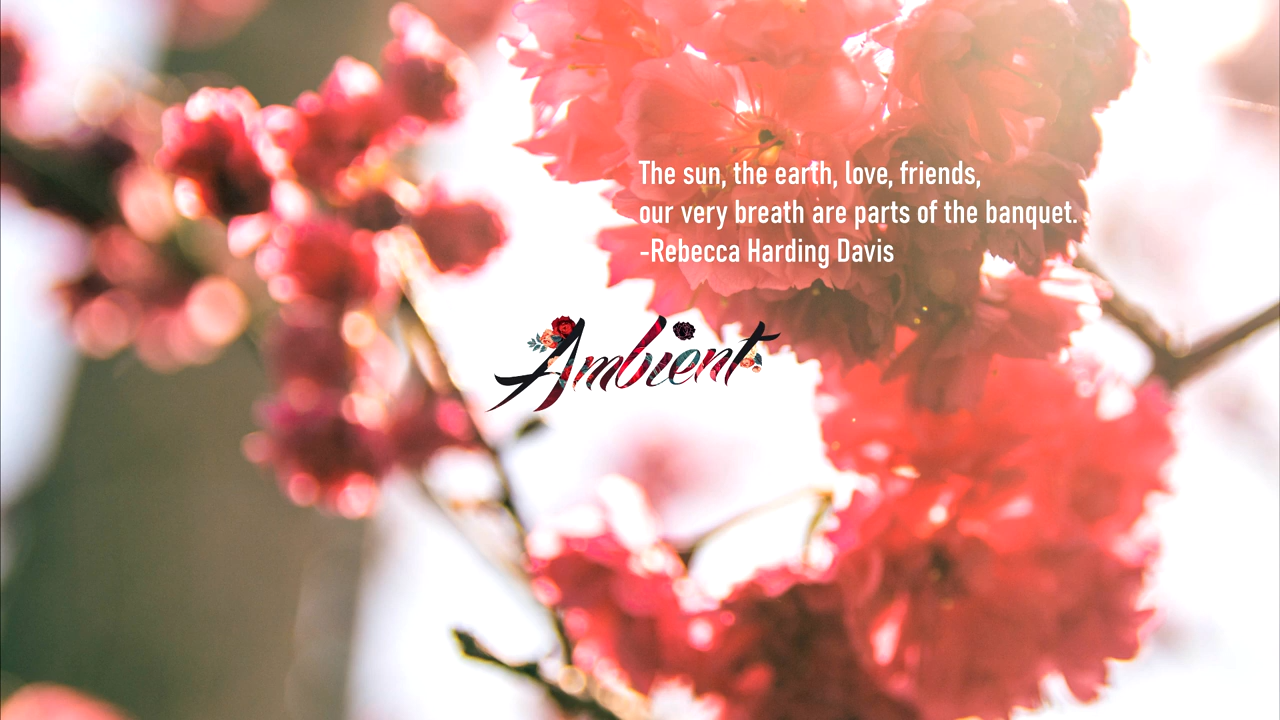 The sun, the earth, love, friends,
our very breath are parts of the banquet.
-Rebecca Harding Davis
Ambient